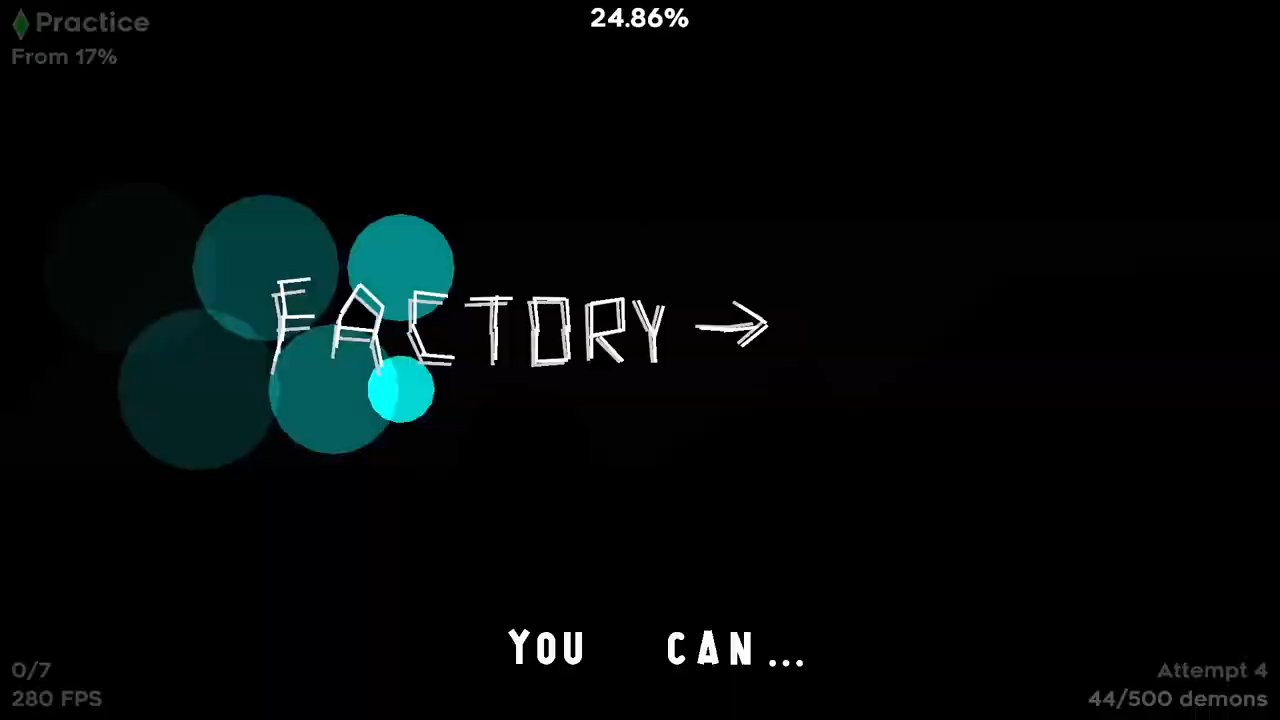 Practice
24.86%
From 17%
FACTORY →
YOU CAN...
0/7
Attempt 4
280 FPS
44/500 demons